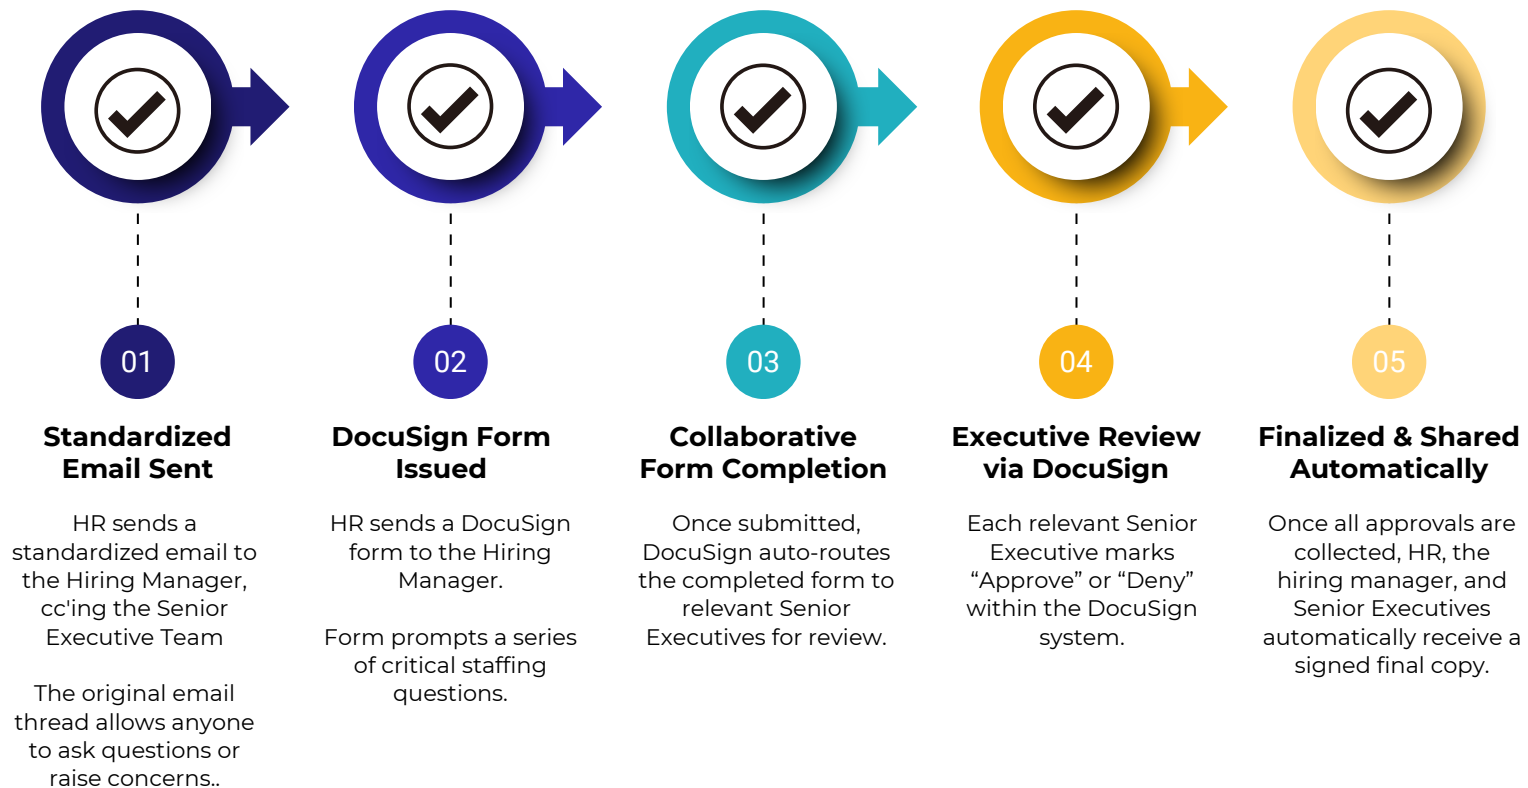 01
Standardized
Email Sent
HR sends a
standardized email to
the Hiring Manager,
cc'ing the Senior
Executive Team
The original email
thread allows anyone
to ask questions or
raise concerns..
02
DocuSign Form
Issued
HR sends a DocuSign
form to the Hiring
Manager.
Form prompts a series
of critical staffing
questions.
03
Collaborative
Form Completion
Once submitted,
DocuSign auto-routes
the completed form to
relevant Senior
Executives for review.
04
Executive Review
via DocuSign
Each relevant Senior
Executive marks
“Approve” or “Deny”
within the DocuSign
system.
05
Finalized & Shared
Automatically
Once all approvals are
collected, HR, the
hiring manager, and
Senior Executives
automatically receive a
signed final copy.